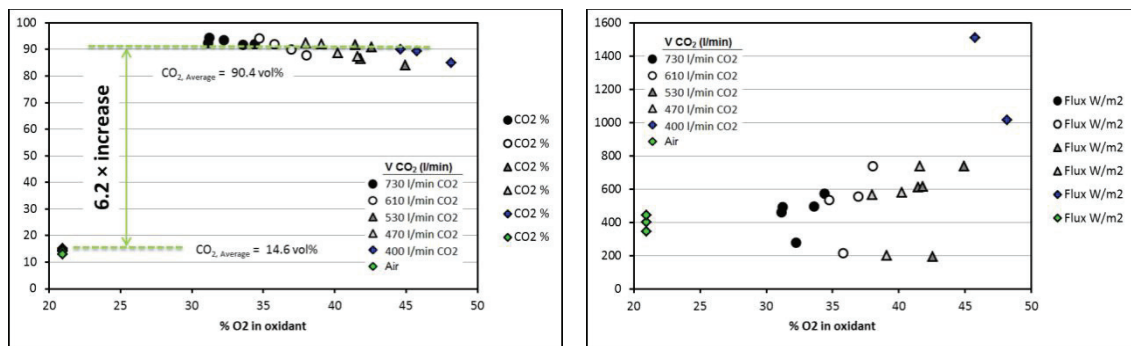 100
90
80
70
60
50
40
30
20
10
0
6.2 × increase
CO2, Average = 90.4 vol%
CO2, Average = 14.6 vol%
V CO2 (l/min)
730 l/min CO2
610 l/min CO2
530 l/min CO2
470 l/min CO2
400 l/min CO2
Air
20 25 30 35 40 45 50
% O2 in oxidant
CO2 %
CO2 %
CO2 %
CO2 %
CO2 %
CO2 %
1600
1400
1200
1000
800
600
400
200
0
V CO2 (l/min)
730 l/min CO2
610 l/min CO2
530 l/min CO2
470 l/min CO2
400 l/min CO2
Air
20 25 30 35 40 45 50
% O2 in oxidant
Flux W/m2
Flux W/m2
Flux W/m2
Flux W/m2
Flux W/m2
Flux W/m2